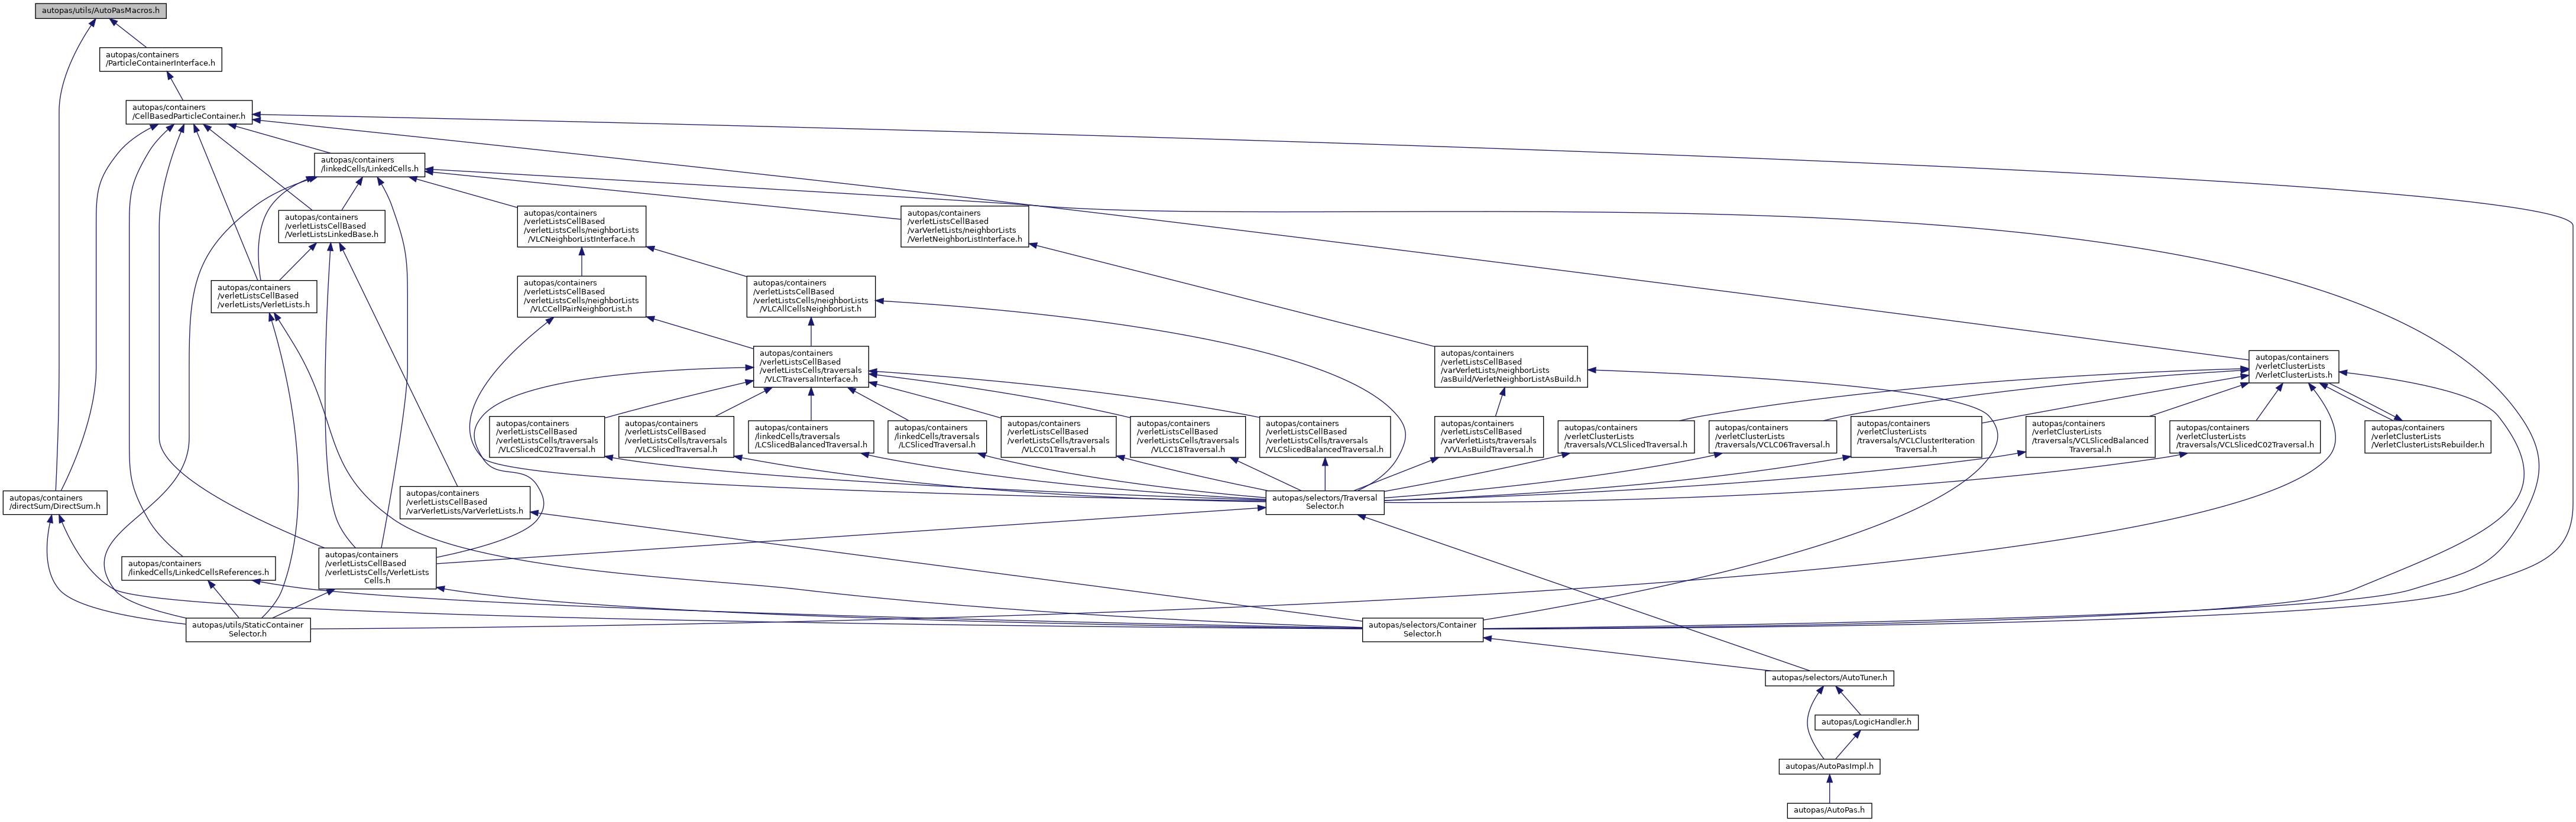 autopas/utils/AutoPasMacros.h
autopas/containers
/ParticleContainerInterface.h
autopas/containers
/CellBasedParticleContainer.h
autopas/containers
/linkedCells/LinkedCells.h
autopas/containers
/verletListsCellBased
/VerletListsLinkedBase.h
autopas/containers
/verletListsCellBased
/verletListsCells/neighborLists
/VLCNeighborListInterface.h
autopas/containers
/verletListsCellBased
/varVerletLists/neighborLists
/VerletNeighborListInterface.h
autopas/containers
/verletListsCellBased
/verletLists/VerletLists.h
autopas/containers
/verletListsCellBased
/verletListsCells/neighborLists
/VLCCellPairNeighborList.h
autopas/containers
/verletListsCellBased
/verletListsCells/neighborLists
/VLCAllCellsNeighborList.h
autopas/containers
/verletListsCellBased
/verletListsCells/traversals
/VLCTraversalInterface.h
autopas/containers
/verletListsCellBased
/varVerletLists/neighborLists
/asBuild/VerletNeighborListAsBuild.h
autopas/containers
/verletClusterLists
/VerletClusterLists.h
autopas/containers
/verletListsCellBased
/verletListsCells/traversals
/VLCSlicedC02Traversal.h
autopas/containers
/verletListsCellBased
/verletListsCells/traversals
/VLCSlicedTraversal.h
autopas/containers
/linkedCells/traversals
/LCSlicedBalancedTraversal.h
autopas/containers
/linkedCells/traversals
/LCSlicedTraversal.h
autopas/containers
/verletListsCellBased
/verletListsCells/traversals
/VLCC01Traversal.h
autopas/containers
/verletListsCellBased
/verletListsCells/traversals
/VLCC18Traversal.h
autopas/containers
/verletListsCellBased
/verletListsCells/traversals
/VLCSlicedBalancedTraversal.h
autopas/containers
/verletListsCellBased
/varVerletLists/traversals
/VVLAsBuildTraversal.h
autopas/containers
/verletClusterLists
/traversals/VCLSlicedTraversal.h
autopas/containers
/verletClusterLists
/traversals/VCLC06Traversal.h
autopas/containers
/verletClusterLists
/traversals/VCLClusterIteration
Traversal.h
autopas/containers
/verletClusterLists
/traversals/VCLSlicedBalanced
Traversal.h
autopas/containers
/verletClusterLists
/traversals/VCLSlicedC02Traversal.h
autopas/containers
/verletClusterLists
/VerletClusterListsRebuilder.h
autopas/containers
/directSum/DirectSum.h
autopas/containers
/verletListsCellBased
/varVerletLists/VarVerletLists.h
autopas/selectors/Traversal
Selector.h
autopas/containers
/linkedCells/LinkedCellsReferences.h
autopas/containers
/verletListsCellBased
/verletListsCells/VerletLists
Cells.h
autopas/utils/StaticContainer
Selector.h
autopas/selectors/Container
Selector.h
autopas/selectors/AutoTuner.h
autopas/LogicHandler.h
autopas/AutoPasImpl.h
autopas/AutoPas.h